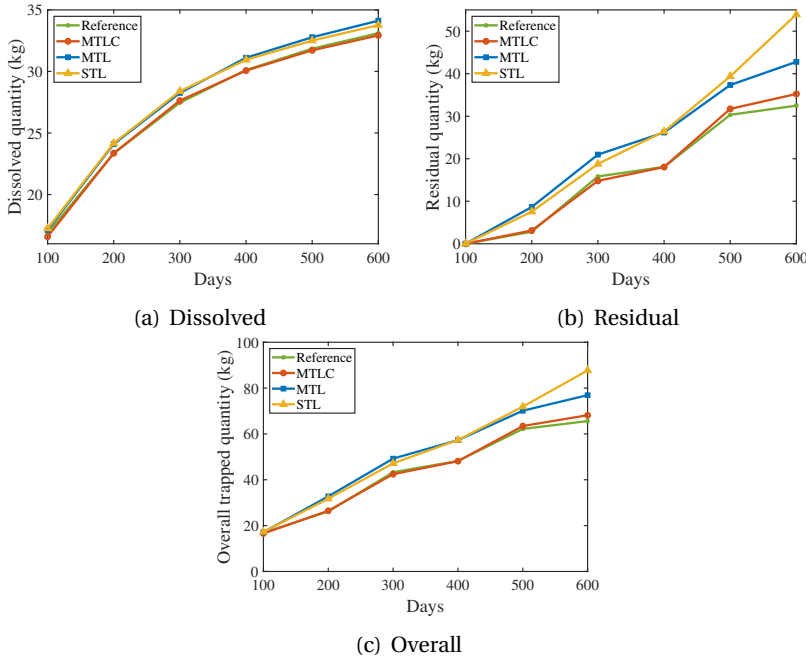 35
30
25
20
100 200 300 400 500 600
Days
Dissolved quantity (kg)
Reference
MTLC
MTL
STL
(a) Dissolved
50
40
30
20
10
0
100 200 300 400 500 600
Days
Residual quantity (kg)
Reference
MTLC
MTL
STL
(b) Residual
100
80
60
40
20
0
100 200 300 400 500 600
Days
Overall trapped quantity (kg)
Reference
MTLC
MTL
STL
(c) Overall